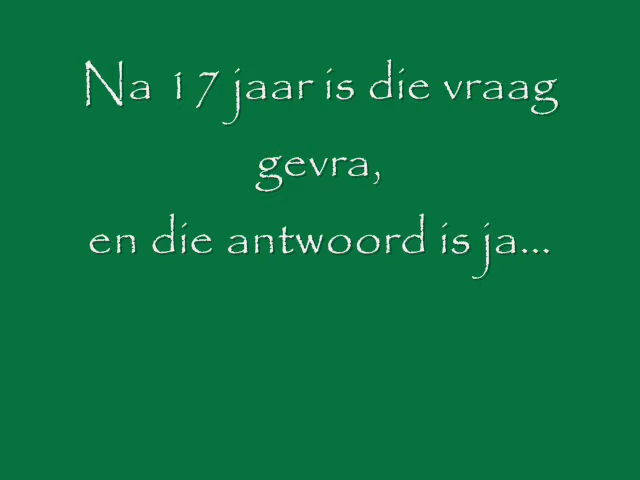 Na 17 jaar is die vraag
gevra,
en die antwoord is ja...